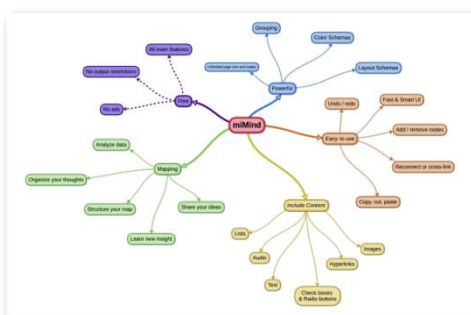 Grouping
All main features
Color Schemas
No output restrictions
Unlimited page size and nodes
Layout Schemas
Powerful
Free
No ads
Undo / redo
Fast & Smart UI
miMind
Add / remove nodes
Easy to use
Analyze data
Reconnect or cross-link
Mapping
Organize your thoughts
Copy, cut, paste
Structure your map
Share your ideas
Include Content
Learn new insight
Lists
Images
Audio
Hyperlinks
Text
Check boxes
& Radio buttons